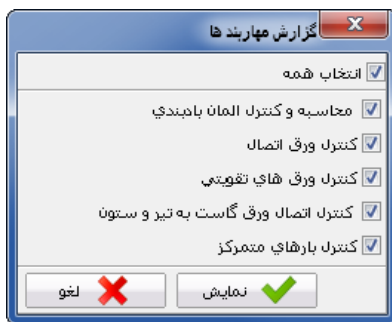 گزارش مهاربند ها
انتخاب همه
محاسبه و کنترل المان بادبندي
کنترل ورق اتصال
کنترل ورق هاي تقويتي
کنترل اتصال ورق گاست به تير و ستون
کنترل بارهاي متمرکز
نمایش
لغو